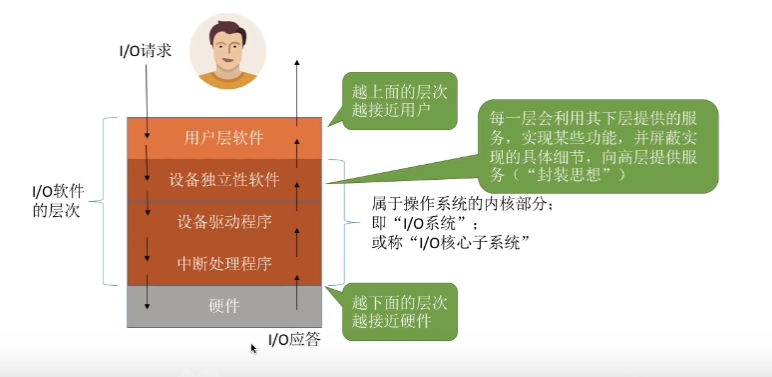 I/O请求
越上面的层次
越接近用户
每一层会利用其下层提供的服
务，实现某些功能，并屏蔽实
现的具体细节，向高层提供服
务（“封装思想”）
用户层软件
设备独立性软件
I/O软件
的层次
属于操作系统的内核部分；
即“I/O系统”；
或称“I/O核心子系统”
设备驱动程序
中断处理程序
硬件
越下面的层次
越接近硬件
I/O应答